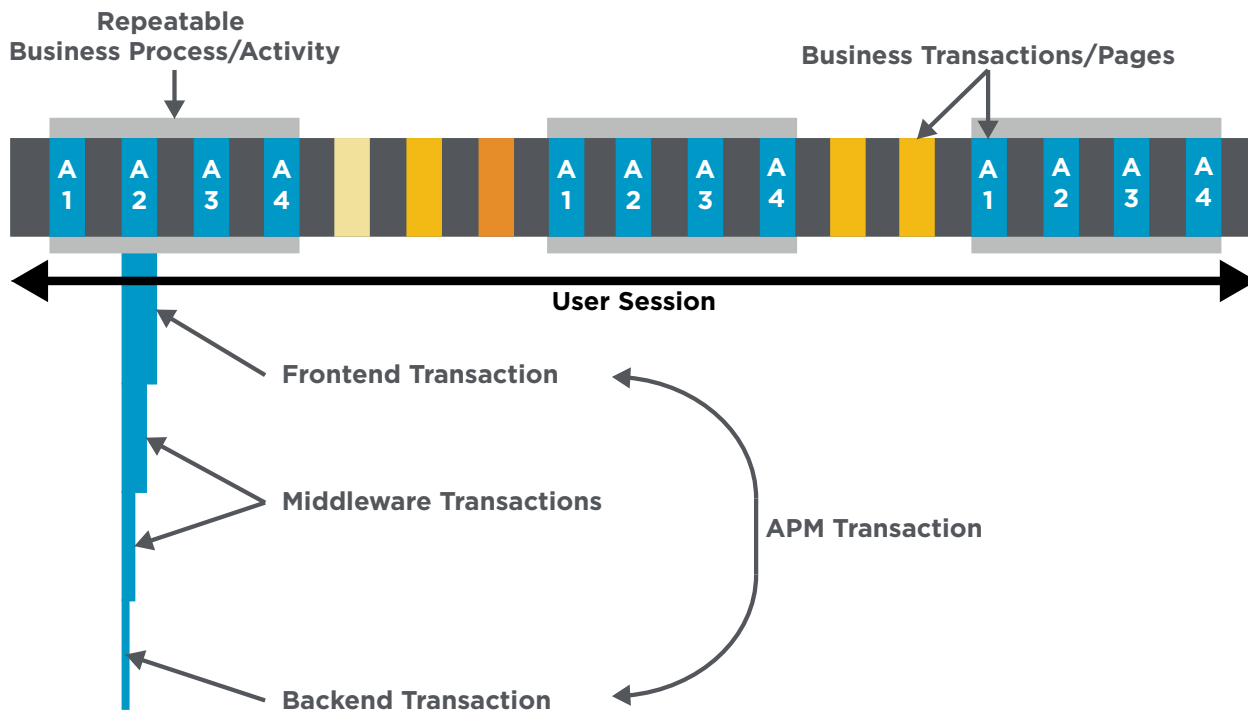 Repeatable
Business Process/Activity
Business Transactions/Pages
A A A A A A A A A A A A
1 2 3 4 1 2 3 4 1 2 3 4
User Session
Frontend Transaction
Middleware Transactions
APM Transaction
Backend Transaction